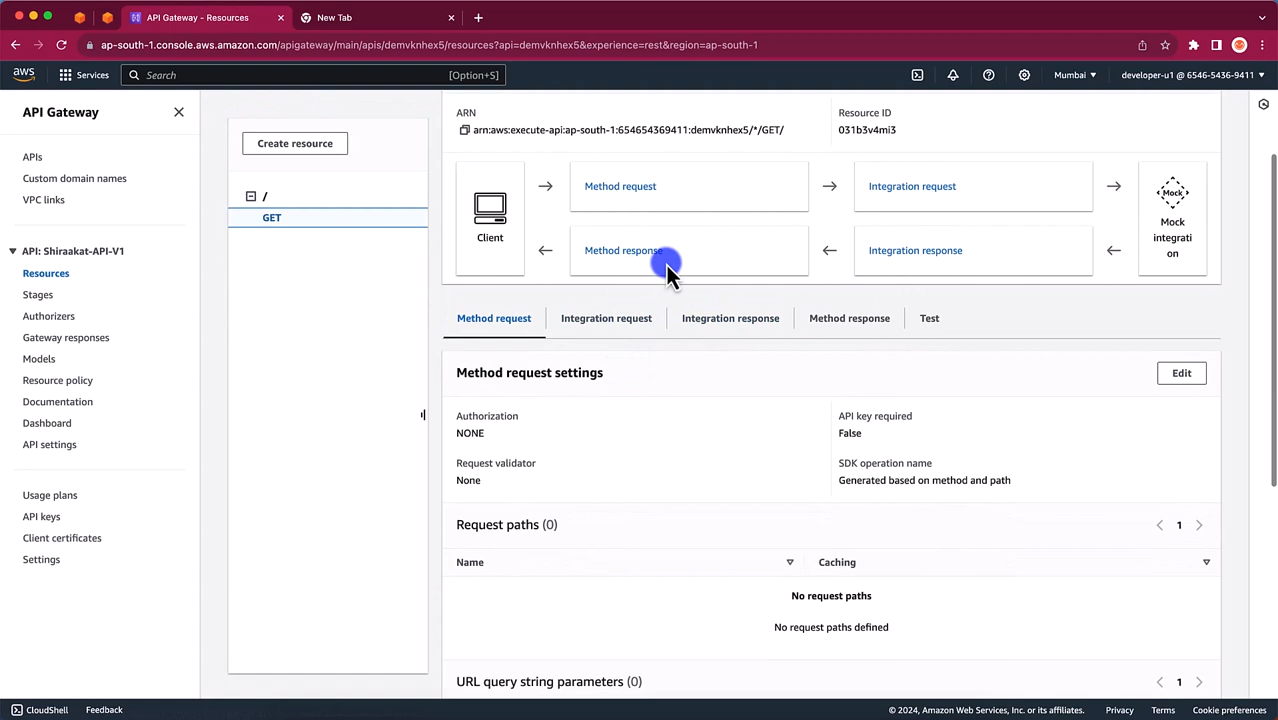 API Gateway - Resources
New Tab
ap-south-1.console.aws.amazon.com/apigateway/main/apis/demvknhex5/resources?api=demvknhex5&experience=rest&region=ap-south-1
aws
Services
Search
[Option+S]
Mumbai
developer-u1 @ 6546-5436-9411
API Gateway
APIs
Custom domain names
VPC links
API: Shiraakat-API-V1
Resources
Stages
Authorizers
Gateway responses
Models
Resource policy
Documentation
Dashboard
API settings
Usage plans
API keys
Client certificates
Settings
Create resource
/
GET
ARN
arn:aws:execute-api:ap-south-1:654654369411:demvknhex5/*/GET/
Resource ID
031b3v4mi3
Client
Method request
Integration request
Method response
Integration response
Mock
Mock
integrati
on
Method request
Integration request
Integration response
Method response
Test
Method request settings
Edit
Authorization
NONE
API key required
False
Request validator
None
SDK operation name
Generated based on method and path
Request paths (0)
1
Name
Caching
No request paths
No request paths defined
URL query string parameters (0)
1
CloudShell
Feedback
© 2024, Amazon Web Services, Inc. or its affiliates.
Privacy
Terms
Cookie preferences